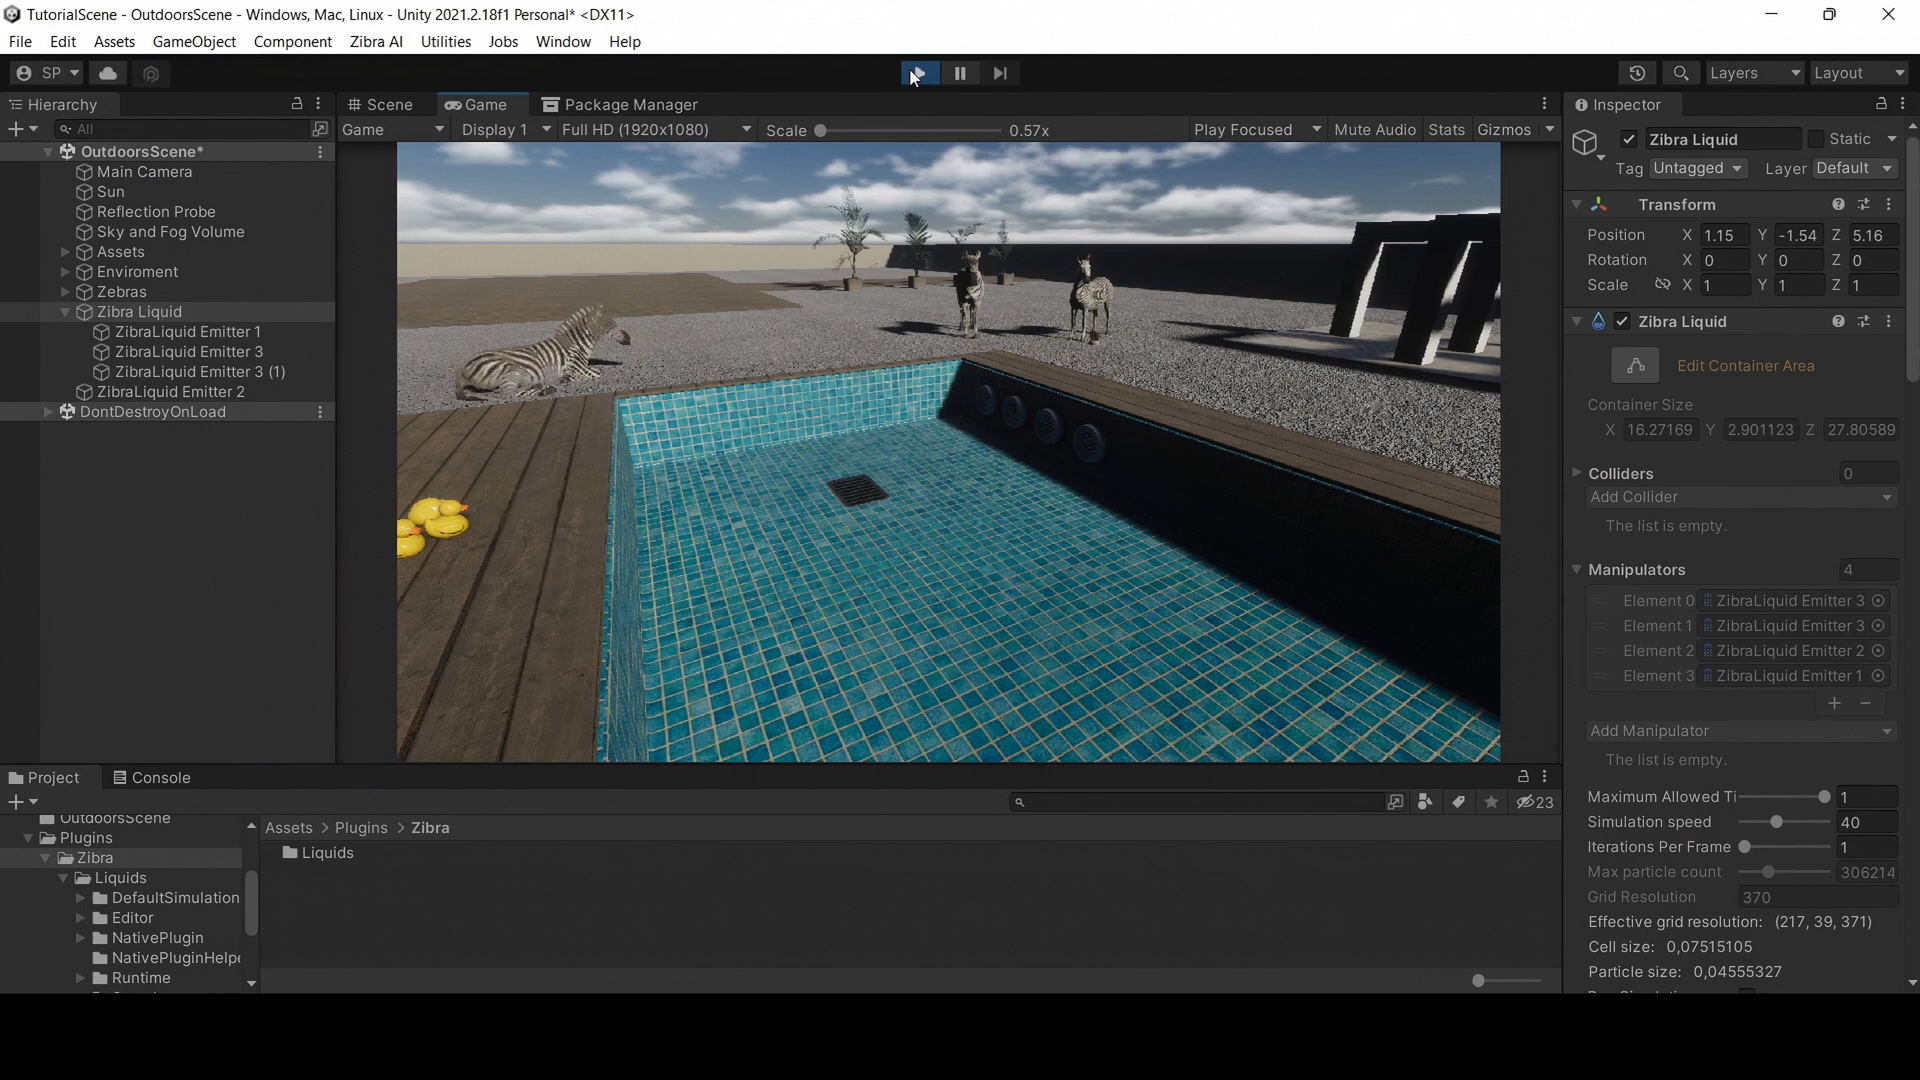 TutorialScene - OutdoorsScene - Windows, Mac, Linux - Unity 2021.2.18f1 Personal* <DX11>
File Edit Assets GameObject Component Zibra AI Utilities Jobs Window Help
SP Layers Layout
Hierarchy
All
OutdoorsScene*
Main Camera
Sun
Reflection Probe
Sky and Fog Volume
Assets
Enviroment
Zebras
Zibra Liquid
ZibraLiquid Emitter 1
ZibraLiquid Emitter 3
ZibraLiquid Emitter 3 (1)
ZibraLiquid Emitter 2
DontDestroyOnLoad
Scene Game Package Manager
Game Display 1 Full HD (1920x1080) Scale 0.57x Play Focused Mute Audio Stats Gizmos
Inspector
Zibra Liquid Static
Tag Untagged Layer Default
Transform
Position X 1.15 Y -1.54 Z 5.16
Rotation X 0 Y 0 Z 0
Scale X 1 Y 1 Z 1
Zibra Liquid
Edit Container Area
Container Size
X 16.27169 Y 2.901123 Z 27.80589
Colliders 0
Add Collider
The list is empty.
Manipulators 4
Element 0 ZibraLiquid Emitter 3
Element 1 ZibraLiquid Emitter 3
Element 2 ZibraLiquid Emitter 2
Element 3 ZibraLiquid Emitter 1
Add Manipulator
The list is empty.
Maximum Allowed Ti 1
Simulation speed 40
Iterations Per Frame 1
Max particle count 306214
Grid Resolution 370
Effective grid resolution: (217, 39, 371)
Cell size: 0,07515105
Particle size: 0,04555327
Project Console
23
OutdoorsScene
Plugins
Zibra
Liquids
DefaultSimulation
Editor
NativePlugin
NativePluginHelpe
Runtime
Assets > Plugins > Zibra
Liquids